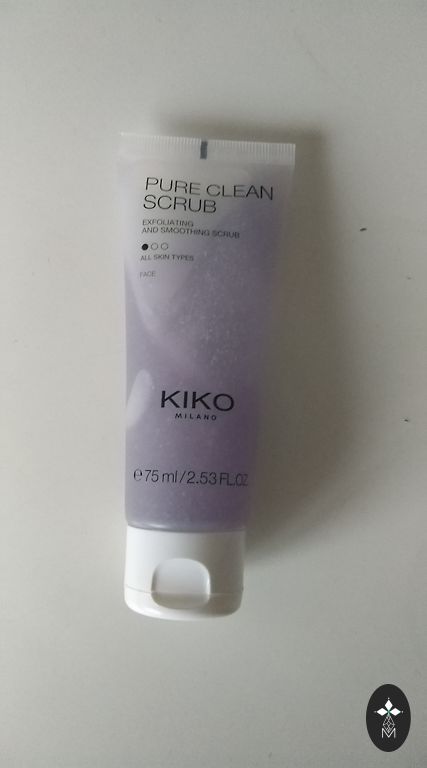 PURE CLEAN
SCRUB
EXFOLIATING
AND SMOOTHING SCRUB
ALL SKIN TYPES
FACE
KIKO
MILANO
℮ 75 ml / 2.53 FL.OZ.
M